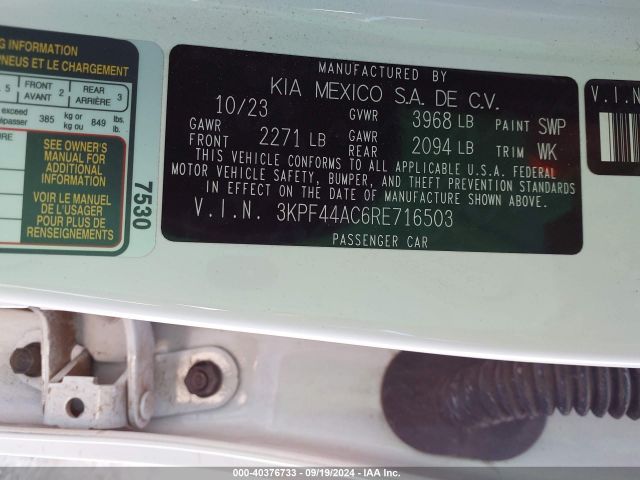 G INFORMATION
PNEUS ET LE CHARGEMENT
5 FRONT AVANT 2 REAR ARRIÈRE 3
exceed 385 kg or 849 lbs.
dépasser kg ou lb.
SEE OWNER'S
MANUAL FOR
ADDITIONAL
INFORMATION
VOIR LE MANUEL
DE L'USAGER
POUR PLUS DE
RENSEIGNEMENTS
7530
MANUFACTURED BY
KIA MEXICO S.A. DE C.V.
10/23 GVWR 3968 LB PAINT SWP
GAWR FRONT 2271 LB GAWR REAR 2094 LB TRIM WK
THIS VEHICLE CONFORMS TO ALL APPLICABLE U.S.A. FEDERAL
MOTOR VEHICLE SAFETY, BUMPER, AND THEFT PREVENTION STANDARDS
IN EFFECT ON THE DATE OF MANUFACTURE SHOWN ABOVE.
V.I.N. 3KPF44AC6RE716503
PASSENGER CAR
V.I.N
000-40376733 - 09/19/2024 - IAA Inc.